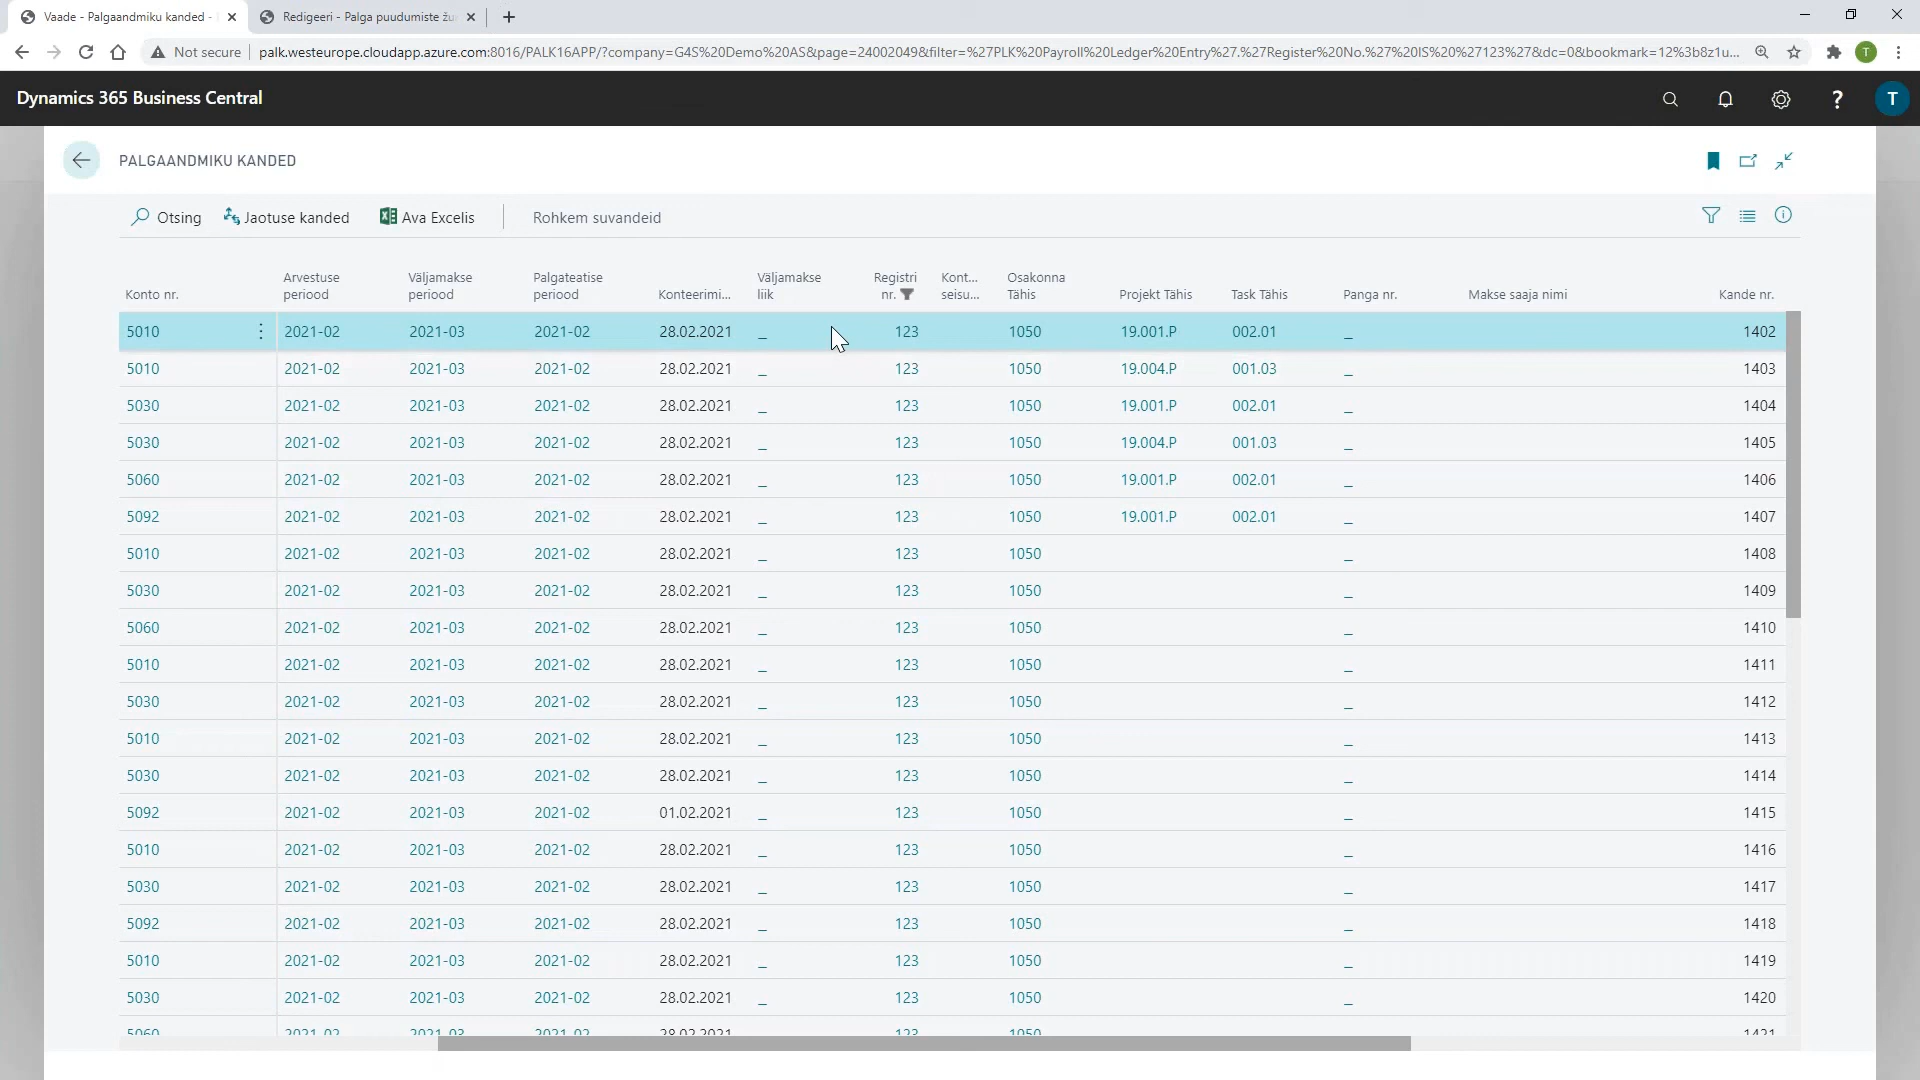 Vaade - Palgaandmiku kanded - Redigeeri - Palga puudumiste žu
Not secure palk.westeurope.cloudapp.azure.com:8016/PALK16APP/?company=G4S%20Demo%20AS&page=24002049&filter=%27PLK%20Payroll%20Ledger%20Entry%27.%27Register%20No.%27%20IS%20%27123%27&dc=0&bookmark=12%3b8z1u... T
Dynamics 365 Business Central ? T
PALGAANDMIKU KANDED
Otsing Jaotuse kanded Ava Excelis Rohkem suvandeid
Konto nr. Arvestuse periood Väljamakse periood Palgateatise periood Konteerimi... Väljamakse liik Registri nr. Kont... seisu... Osakonna Tähis Projekt Tähis Task Tähis Panga nr. Makse saaja nimi Kande nr.
5010 2021-02 2021-03 2021-02 28.02.2021 _ 123 1050 19.001.P 002.01 _ 1402
5010 2021-02 2021-03 2021-02 28.02.2021 _ 123 1050 19.004.P 001.03 _ 1403
5030 2021-02 2021-03 2021-02 28.02.2021 _ 123 1050 19.001.P 002.01 _ 1404
5030 2021-02 2021-03 2021-02 28.02.2021 _ 123 1050 19.004.P 001.03 _ 1405
5060 2021-02 2021-03 2021-02 28.02.2021 _ 123 1050 19.001.P 002.01 _ 1406
5092 2021-02 2021-03 2021-02 28.02.2021 _ 123 1050 19.001.P 002.01 _ 1407
5010 2021-02 2021-03 2021-02 28.02.2021 _ 123 1050 _ 1408
5030 2021-02 2021-03 2021-02 28.02.2021 _ 123 1050 _ 1409
5060 2021-02 2021-03 2021-02 28.02.2021 _ 123 1050 _ 1410
5010 2021-02 2021-03 2021-02 28.02.2021 _ 123 1050 _ 1411
5030 2021-02 2021-03 2021-02 28.02.2021 _ 123 1050 _ 1412
5010 2021-02 2021-03 2021-02 28.02.2021 _ 123 1050 _ 1413
5030 2021-02 2021-03 2021-02 28.02.2021 _ 123 1050 _ 1414
5092 2021-02 2021-03 2021-02 01.02.2021 _ 123 1050 _ 1415
5010 2021-02 2021-03 2021-02 28.02.2021 _ 123 1050 _ 1416
5030 2021-02 2021-03 2021-02 28.02.2021 _ 123 1050 _ 1417
5092 2021-02 2021-03 2021-02 28.02.2021 _ 123 1050 _ 1418
5010 2021-02 2021-03 2021-02 28.02.2021 _ 123 1050 _ 1419
5030 2021-02 2021-03 2021-02 28.02.2021 _ 123 1050 _ 1420
5060 2021-02 2021-03 2021-02 28.02.2021 123 1050 1421